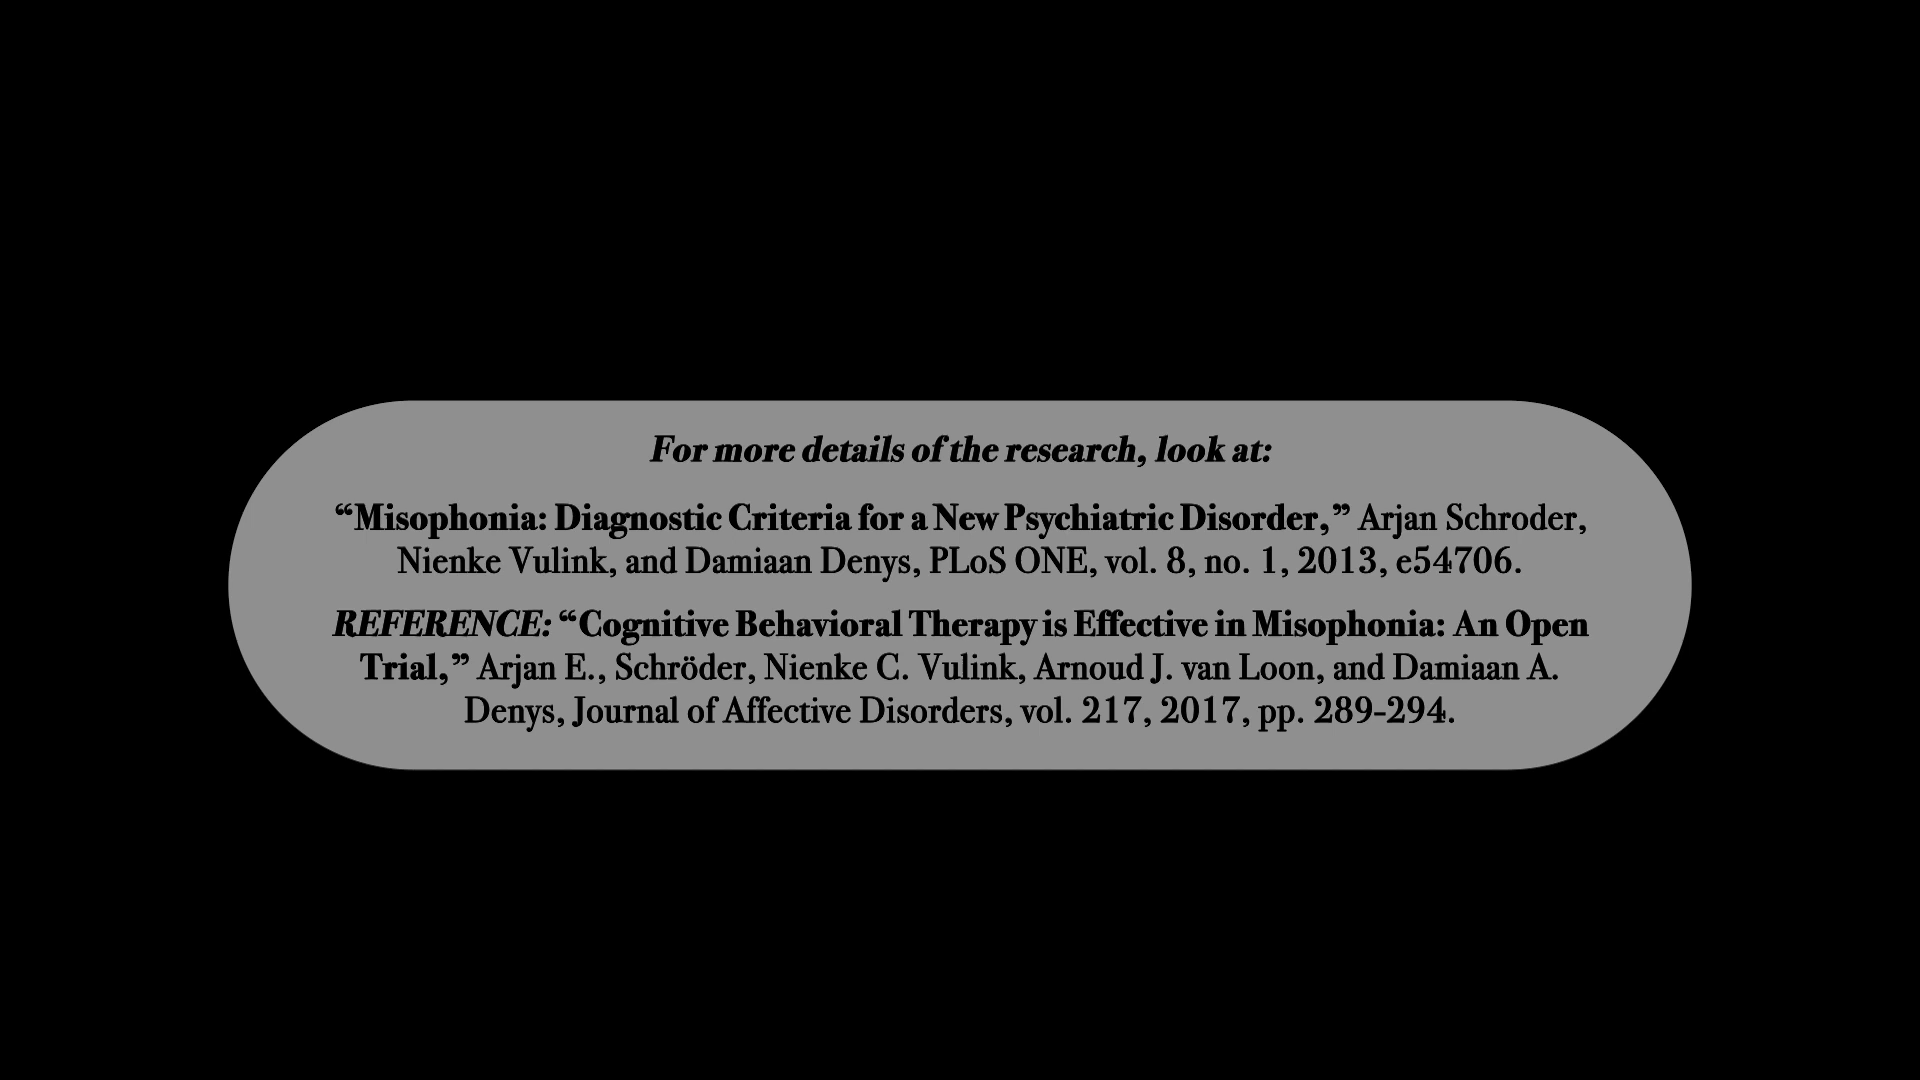 For more details of the research, look at:
“Misophonia: Diagnostic Criteria for a New Psychiatric Disorder,” Arjan Schroder,
Nienke Vulink, and Damiaan Denys, PLoS ONE, vol. 8, no. 1, 2013, e54706.
REFERENCE: “Cognitive Behavioral Therapy is Effective in Misophonia: An Open
Trial,” Arjan E., Schröder, Nienke C. Vulink, Arnoud J. van Loon, and Damiaan A.
Denys, Journal of Affective Disorders, vol. 217, 2017, pp. 289-294.